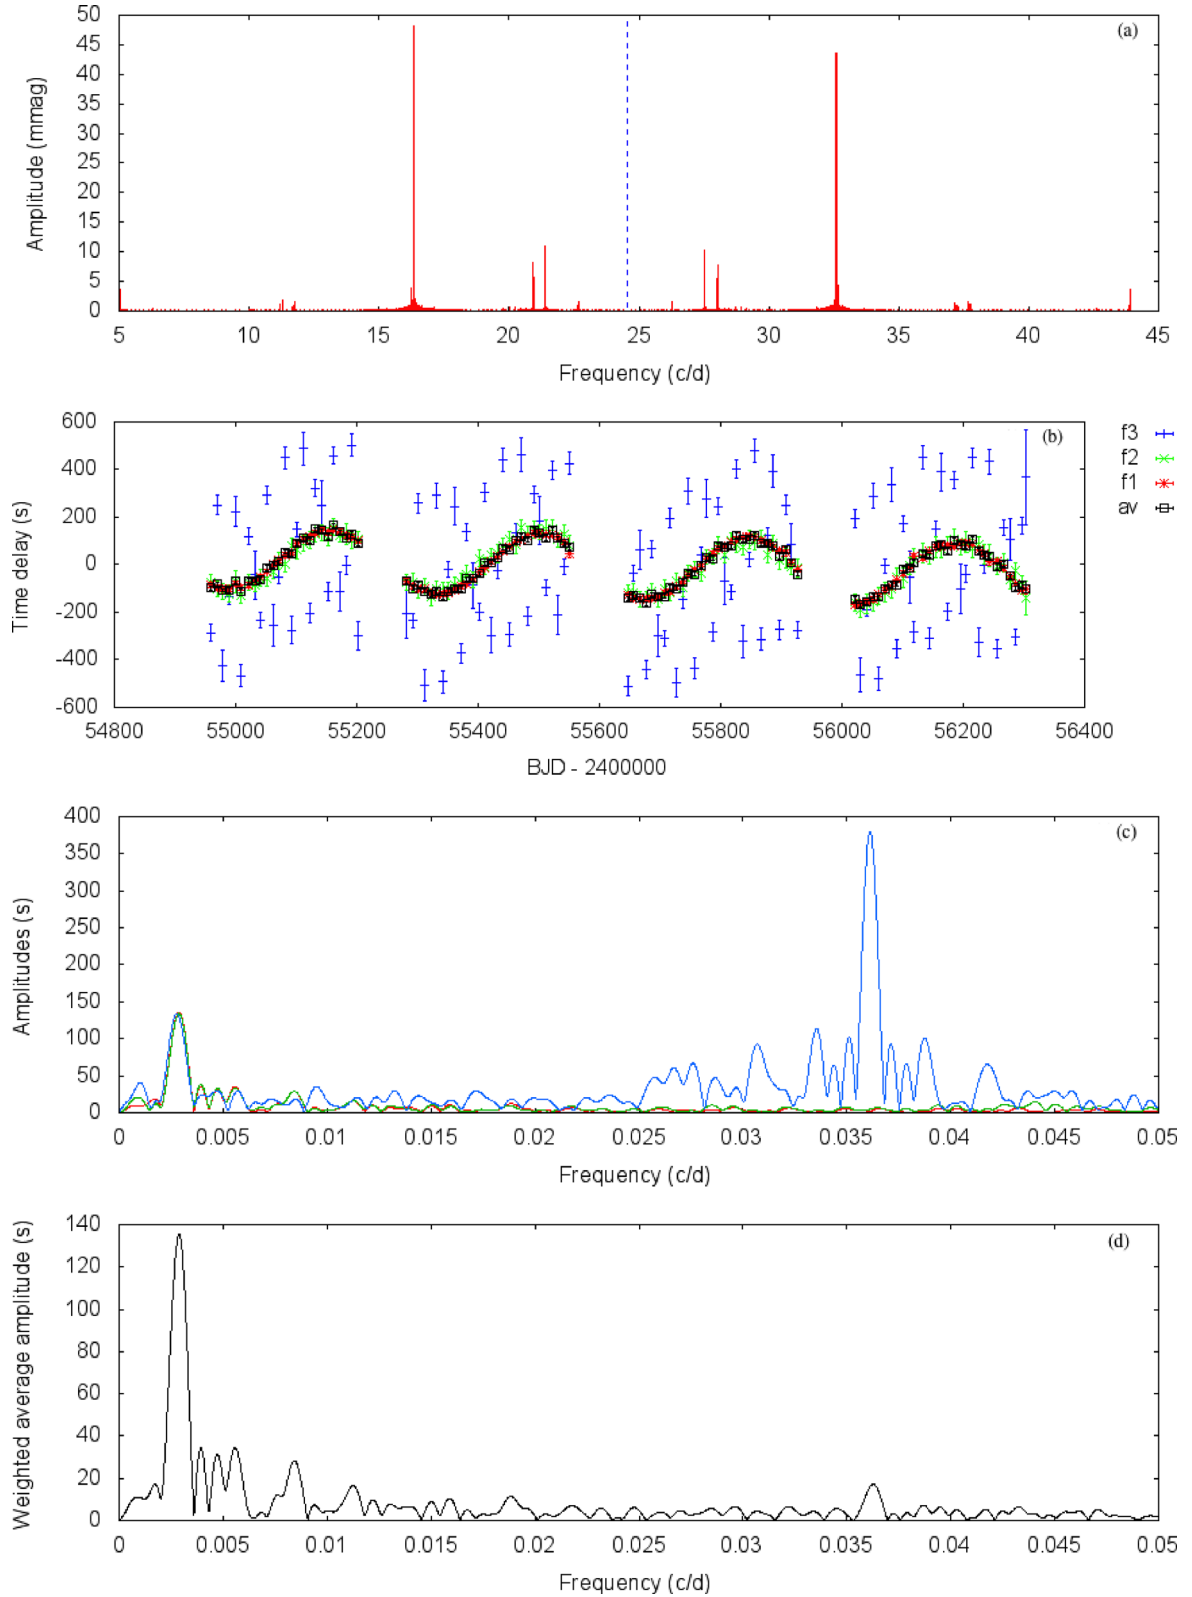 50
45
40
35
30
25
20
15
10
5
0
Amplitude (mmag)
(a)
5 10 15 20 25 30 35 40 45
Frequency (c/d)
600
400
200
0
-200
-400
-600
Time delay (s)
(b)
f3
f2
f1
av
54800 55000 55200 55400 55600 55800 56000 56200 56400
BJD - 2400000
400
350
300
250
200
150
100
50
0
Amplitudes (s)
(c)
0 0.005 0.01 0.015 0.02 0.025 0.03 0.035 0.04 0.045 0.05
Frequency (c/d)
140
120
100
80
60
40
20
0
Weighted average amplitude (s)
(d)
0 0.005 0.01 0.015 0.02 0.025 0.03 0.035 0.04 0.045 0.05
Frequency (c/d)